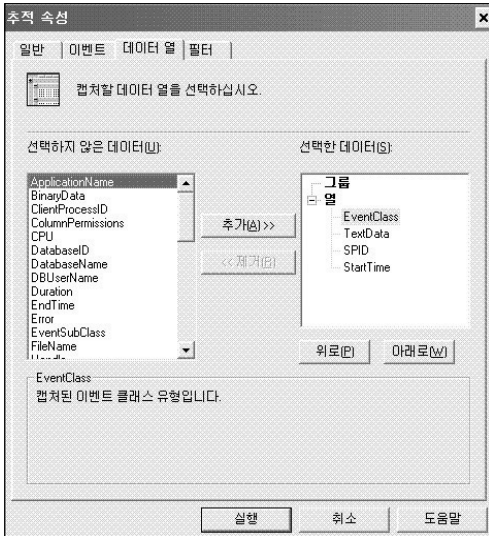 추적 속성
일반 이벤트 데이터 열 필터
캡처할 데이터 열을 선택하십시오.
선택하지 않은 데이터(U):
ApplicationName
BinaryData
ClientProcessID
ColumnPermissions
CPU
DatabaseID
DatabaseName
DBUserName
Duration
EndTime
Error
EventSubClass
FileName
Handle
추가(A) >>
<< 제거(R)
선택한 데이터(S):
그룹
열
EventClass
TextData
SPID
StartTime
위로(P) 아래로(W)
EventClass
캡처된 이벤트 클래스 유형입니다.
실행 취소 도움말